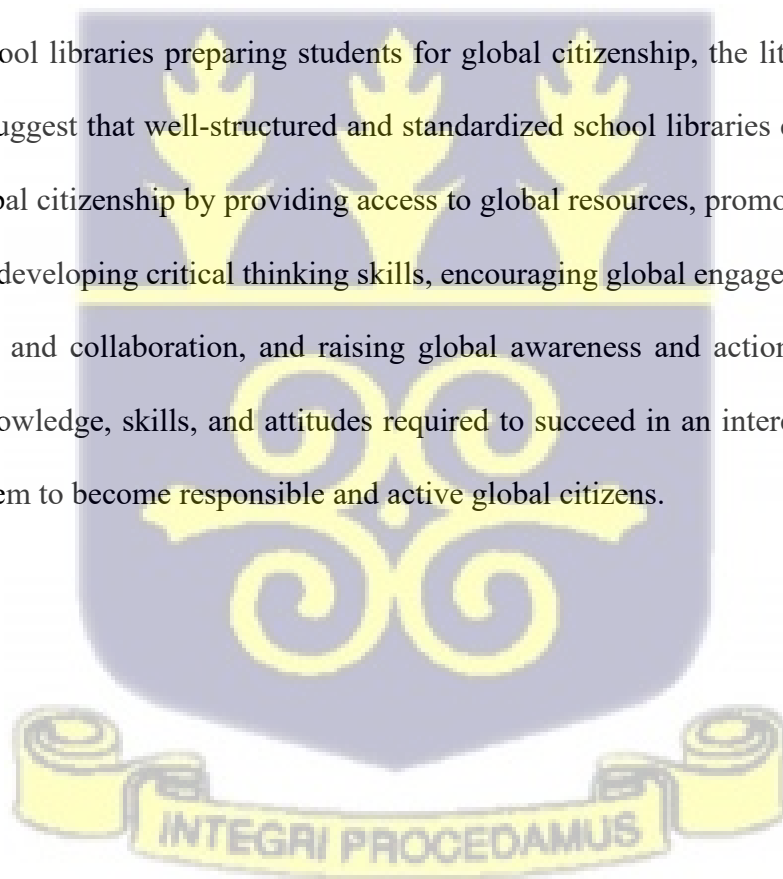 ool libraries preparing students for global citizenship, the lit
uggest that well-structured and standardized school libraries
bal citizenship by providing access to global resources, promo
developing critical thinking skills, encouraging global engage
and collaboration, and raising global awareness and action
owledge, skills, and attitudes required to succeed in an inter
em to become responsible and active global citizens.
INTEGRI PROCEDAMUS